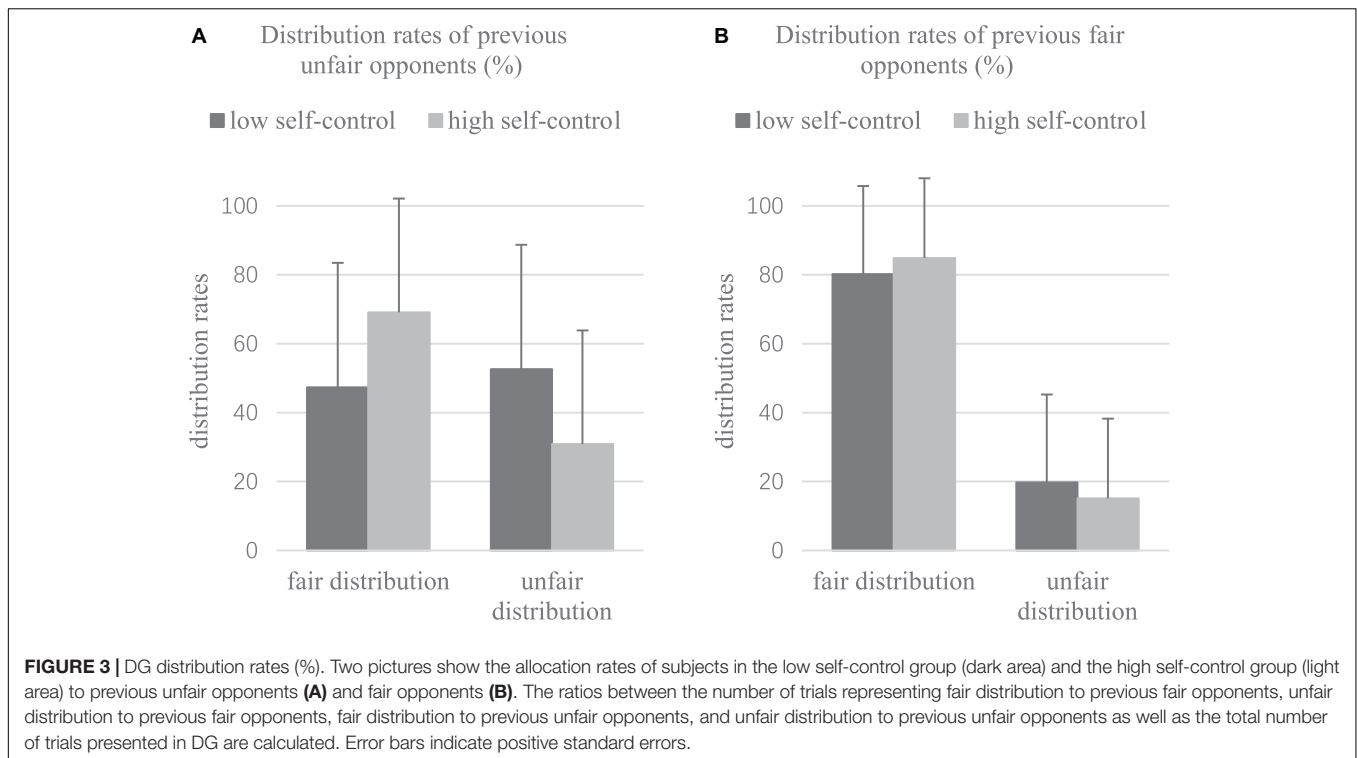 A Distribution rates of previous
unfair opponents (%)
low self-control high self-control
distribution rates
100
80
60
40
20
0
fair distribution unfair
distribution
B Distribution rates of previous fair
opponents (%)
low self-control high self-control
distribution rates
100
80
60
40
20
0
fair distribution unfair
distribution
FIGURE 3 | DG distribution rates (%). Two pictures show the allocation rates of subjects in the low self-control group (dark area) and the high self-control group (light
area) to previous unfair opponents (A) and fair opponents (B). The ratios between the number of trials representing fair distribution to previous fair opponents, unfair
distribution to previous fair opponents, fair distribution to previous unfair opponents, and unfair distribution to previous unfair opponents as well as the total number
of trials presented in DG are calculated. Error bars indicate positive standard errors.